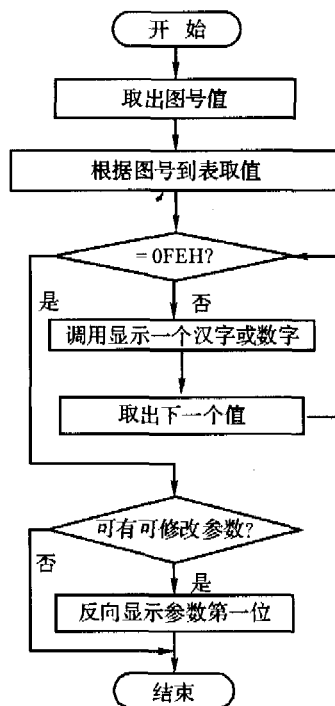 开 始
取出图号值
根据图号到表取值
= 0FEH?
是
否
调用显示一个汉字或数字
取出下一个值
可有可修改参数?
否
是
反向显示参数第一位
结束